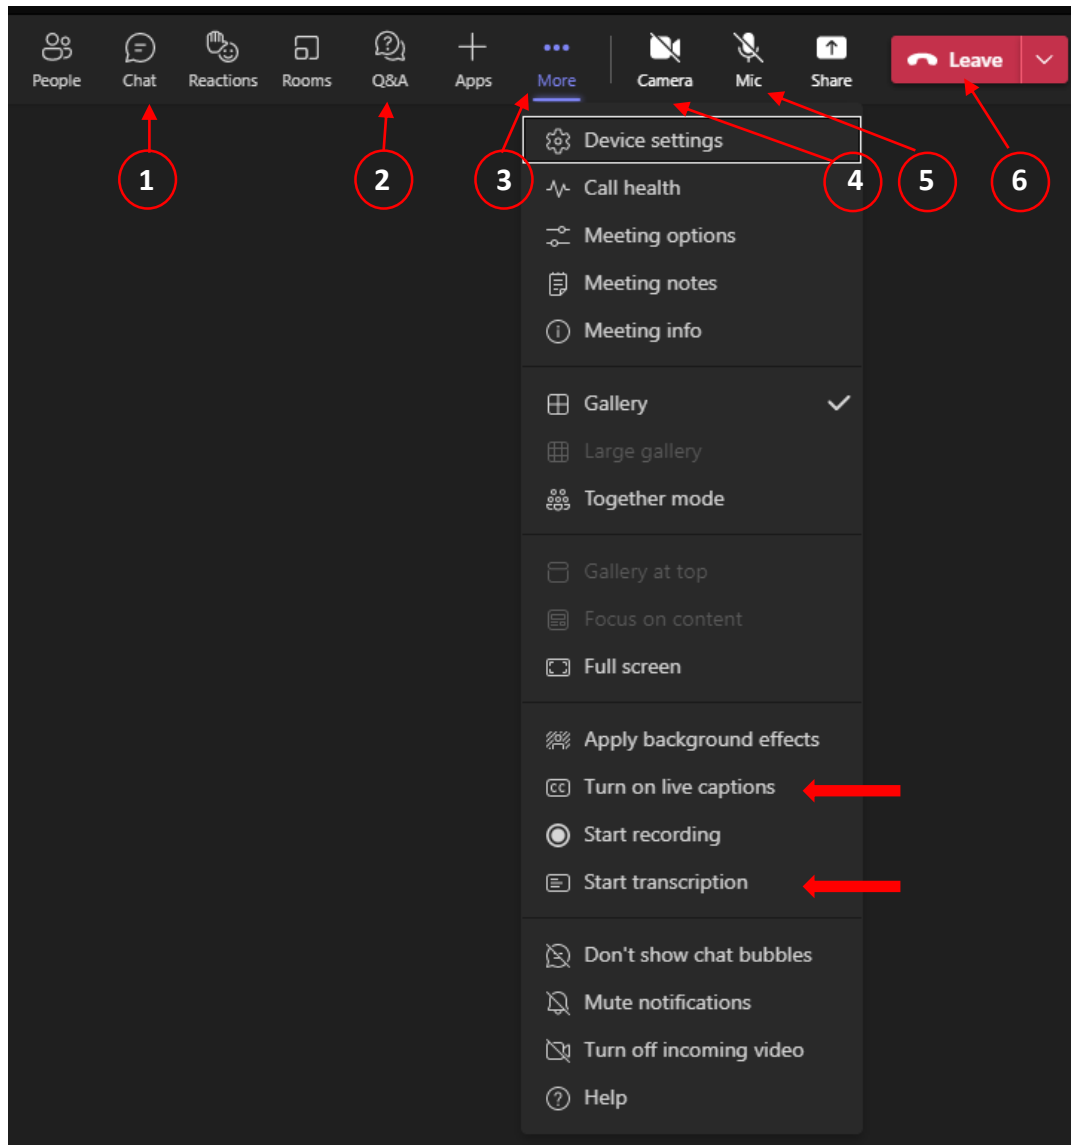 People Chat Reactions Rooms Q&A Apps More Camera Mic Share Leave
1 2 3 4 5 6
Device settings
Call health
Meeting options
Meeting notes
Meeting info
Gallery
Large gallery
Together mode
Gallery at top
Focus on content
Full screen
Apply background effects
CC Turn on live captions
Start recording
Start transcription
Don't show chat bubbles
Mute notifications
Turn off incoming video
Help